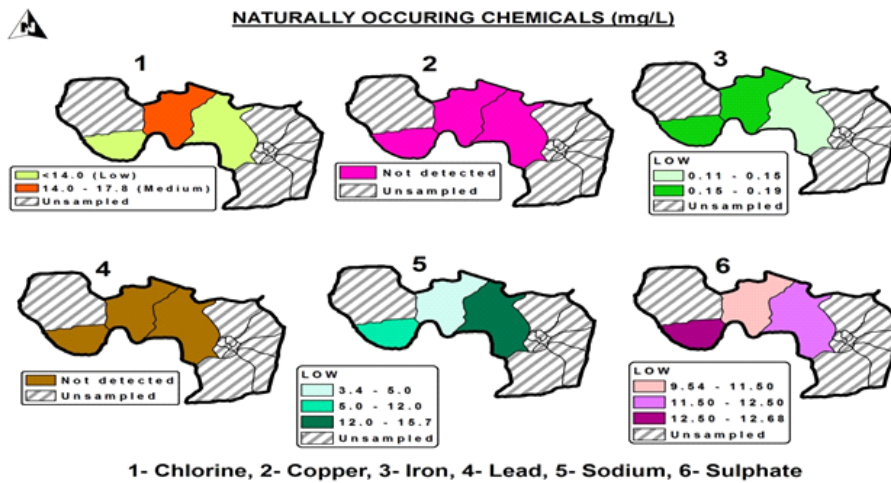 N
NATURALLY OCCURING CHEMICALS (mg/L)
1
<14.0 (Low)
14.0 - 17.8 (Medium)
Unsampled
2
Not detected
Unsampled
3
LOW
0.11 - 0.15
0.15 - 0.19
Unsampled
4
Not detected
Unsampled
5
LOW
3.4 - 5.0
5.0 - 12.0
12.0 - 15.7
Unsampled
6
LOW
9.54 - 11.50
11.50 - 12.50
12.50 - 12.68
Unsampled
1- Chlorine, 2- Copper, 3- Iron, 4- Lead, 5- Sodium, 6- Sulphate